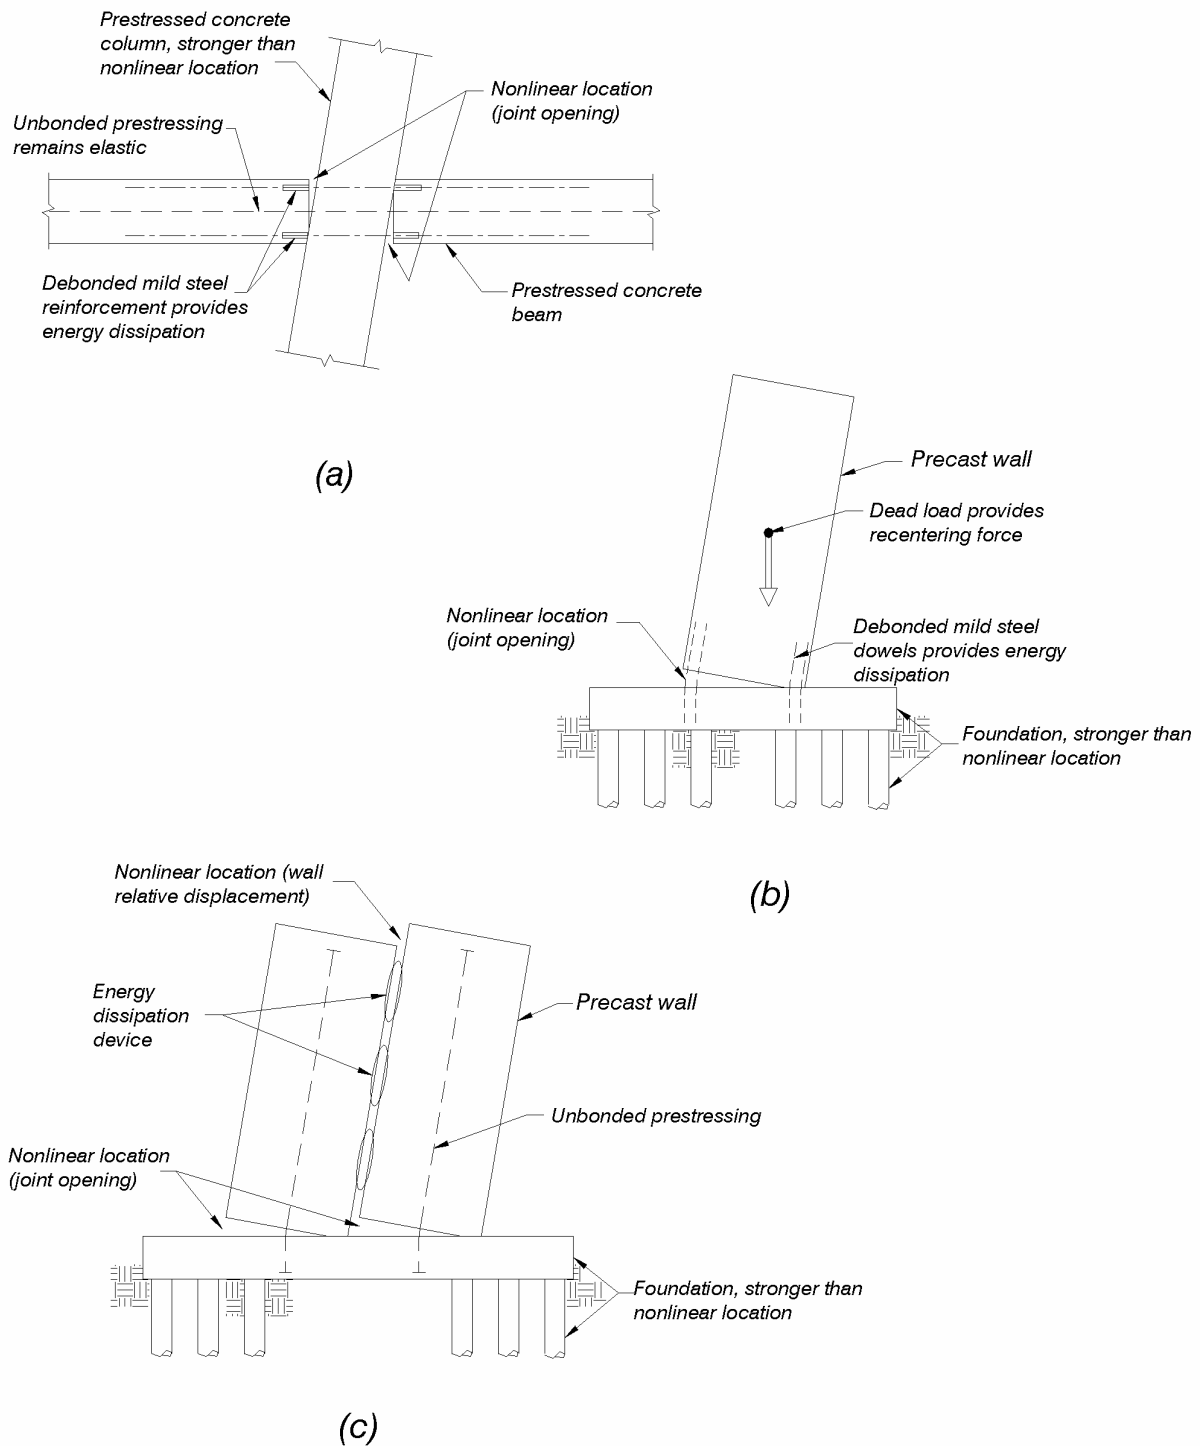 Prestressed concrete
column, stronger than
nonlinear location
Nonlinear location
(joint opening)
Unbonded prestressing
remains elastic
Debonded mild steel
reinforcement provides
energy dissipation
Prestressed concrete
beam
(a)
Precast wall
Dead load provides
recentering force
Nonlinear location
(joint opening)
Debonded mild steel
dowels provides energy
dissipation
Foundation, stronger than
nonlinear location
(b)
Nonlinear location (wall
relative displacement)
Energy
dissipation
device
Precast wall
Unbonded prestressing
Nonlinear location
(joint opening)
Foundation, stronger than
nonlinear location
(c)